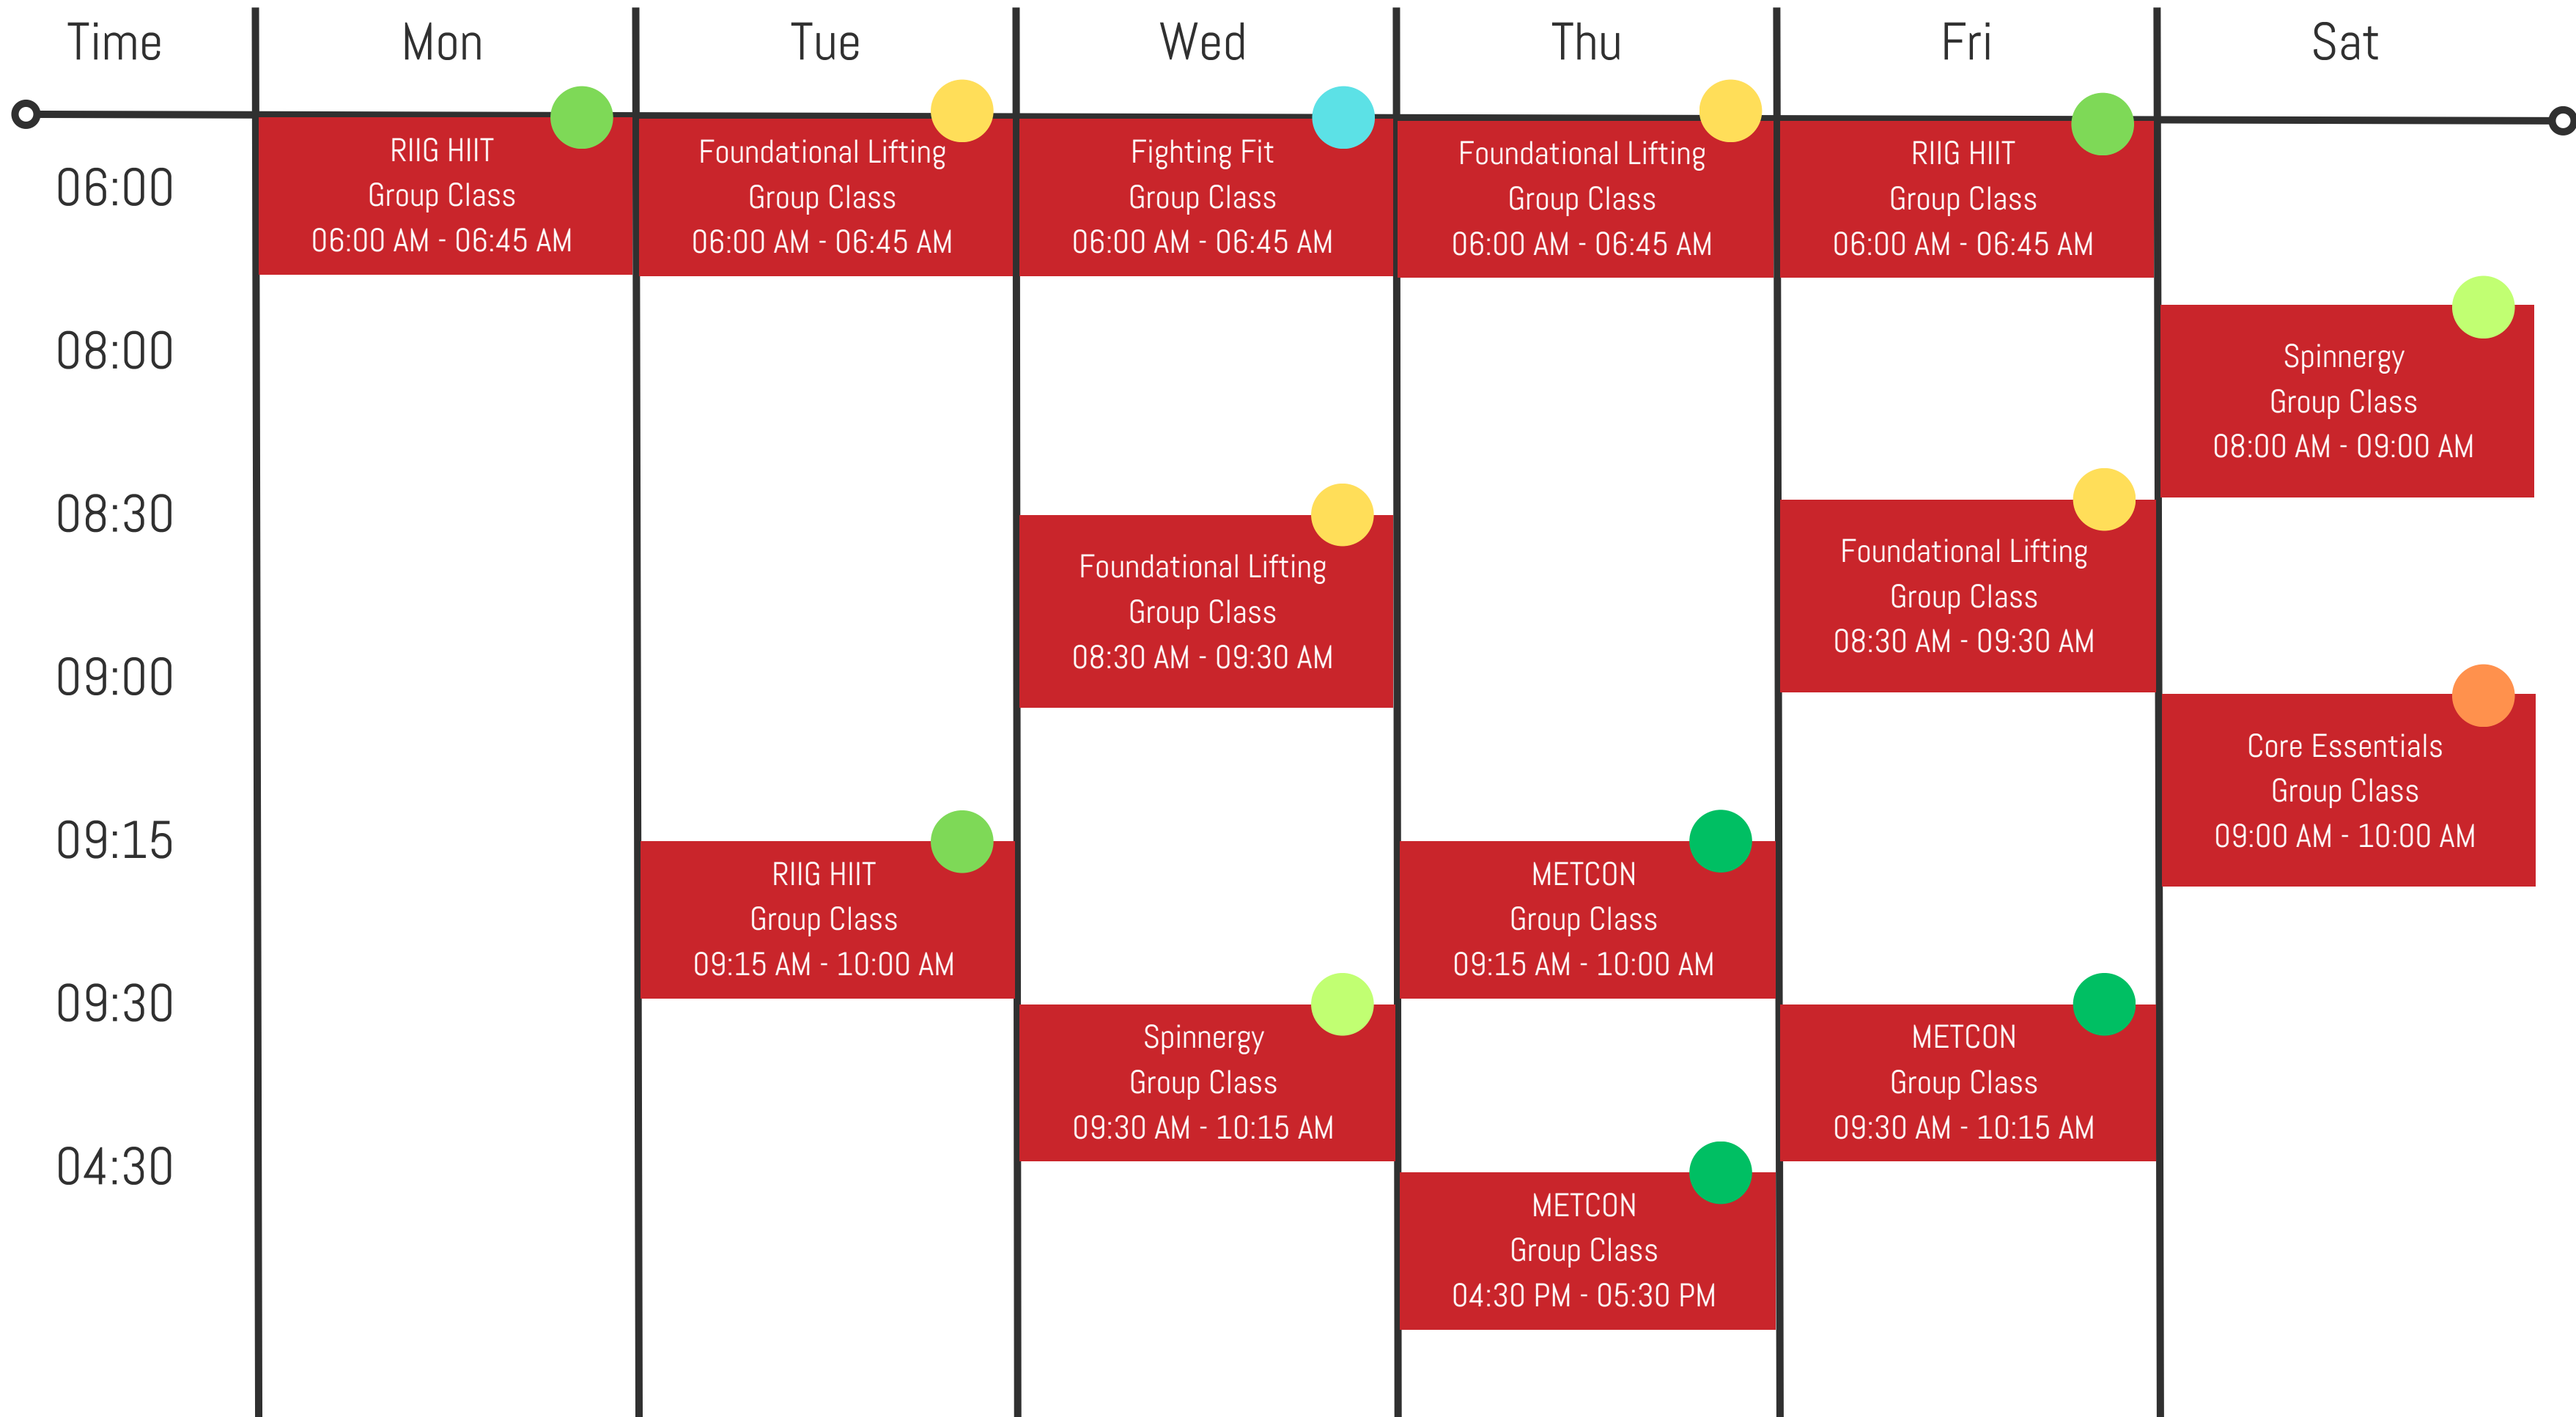 Time Mon Tue Wed Thu Fri Sat
06:00
RIIG HIIT
Group Class
06:00 AM - 06:45 AM
Foundational Lifting
Group Class
06:00 AM - 06:45 AM
Fighting Fit
Group Class
06:00 AM - 06:45 AM
Foundational Lifting
Group Class
06:00 AM - 06:45 AM
RIIG HIIT
Group Class
06:00 AM - 06:45 AM
08:00
Spinnergy
Group Class
08:00 AM - 09:00 AM
08:30
Foundational Lifting
Group Class
08:30 AM - 09:30 AM
Foundational Lifting
Group Class
08:30 AM - 09:30 AM
09:00
Core Essentials
Group Class
09:00 AM - 10:00 AM
09:15
RIIG HIIT
Group Class
09:15 AM - 10:00 AM
METCON
Group Class
09:15 AM - 10:00 AM
09:30
Spinnergy
Group Class
09:30 AM - 10:15 AM
METCON
Group Class
09:30 AM - 10:15 AM
04:30
METCON
Group Class
04:30 PM - 05:30 PM